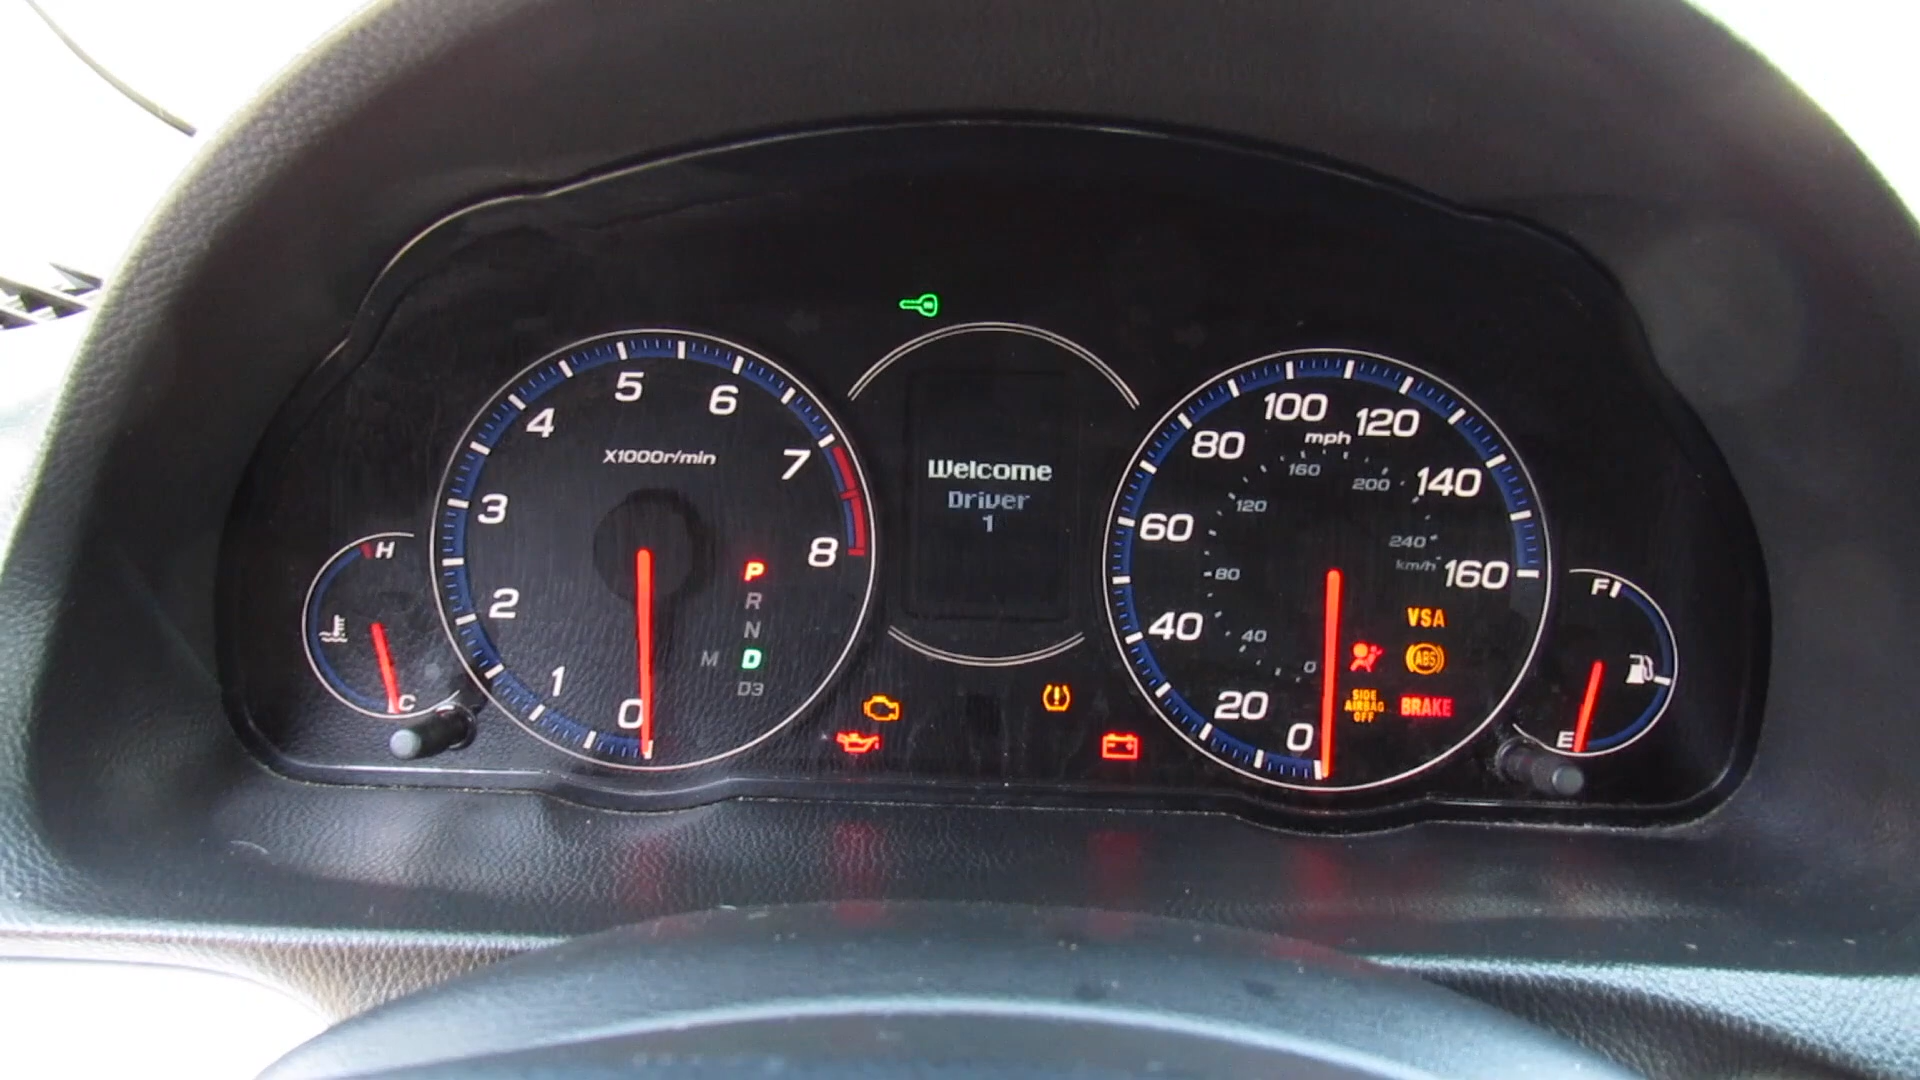 5
6
4
X1000r/min
7
3
8
2
1
0
H
C
P
R
N
M D
D3
Welcome
Driver
1
100
120
80
mph
140
60
160
40
20
0
160
200
120
240
km/h
80
40
0
VSA
ABS
SIDE
AIRBAG
OFF
BRAKE
F
E